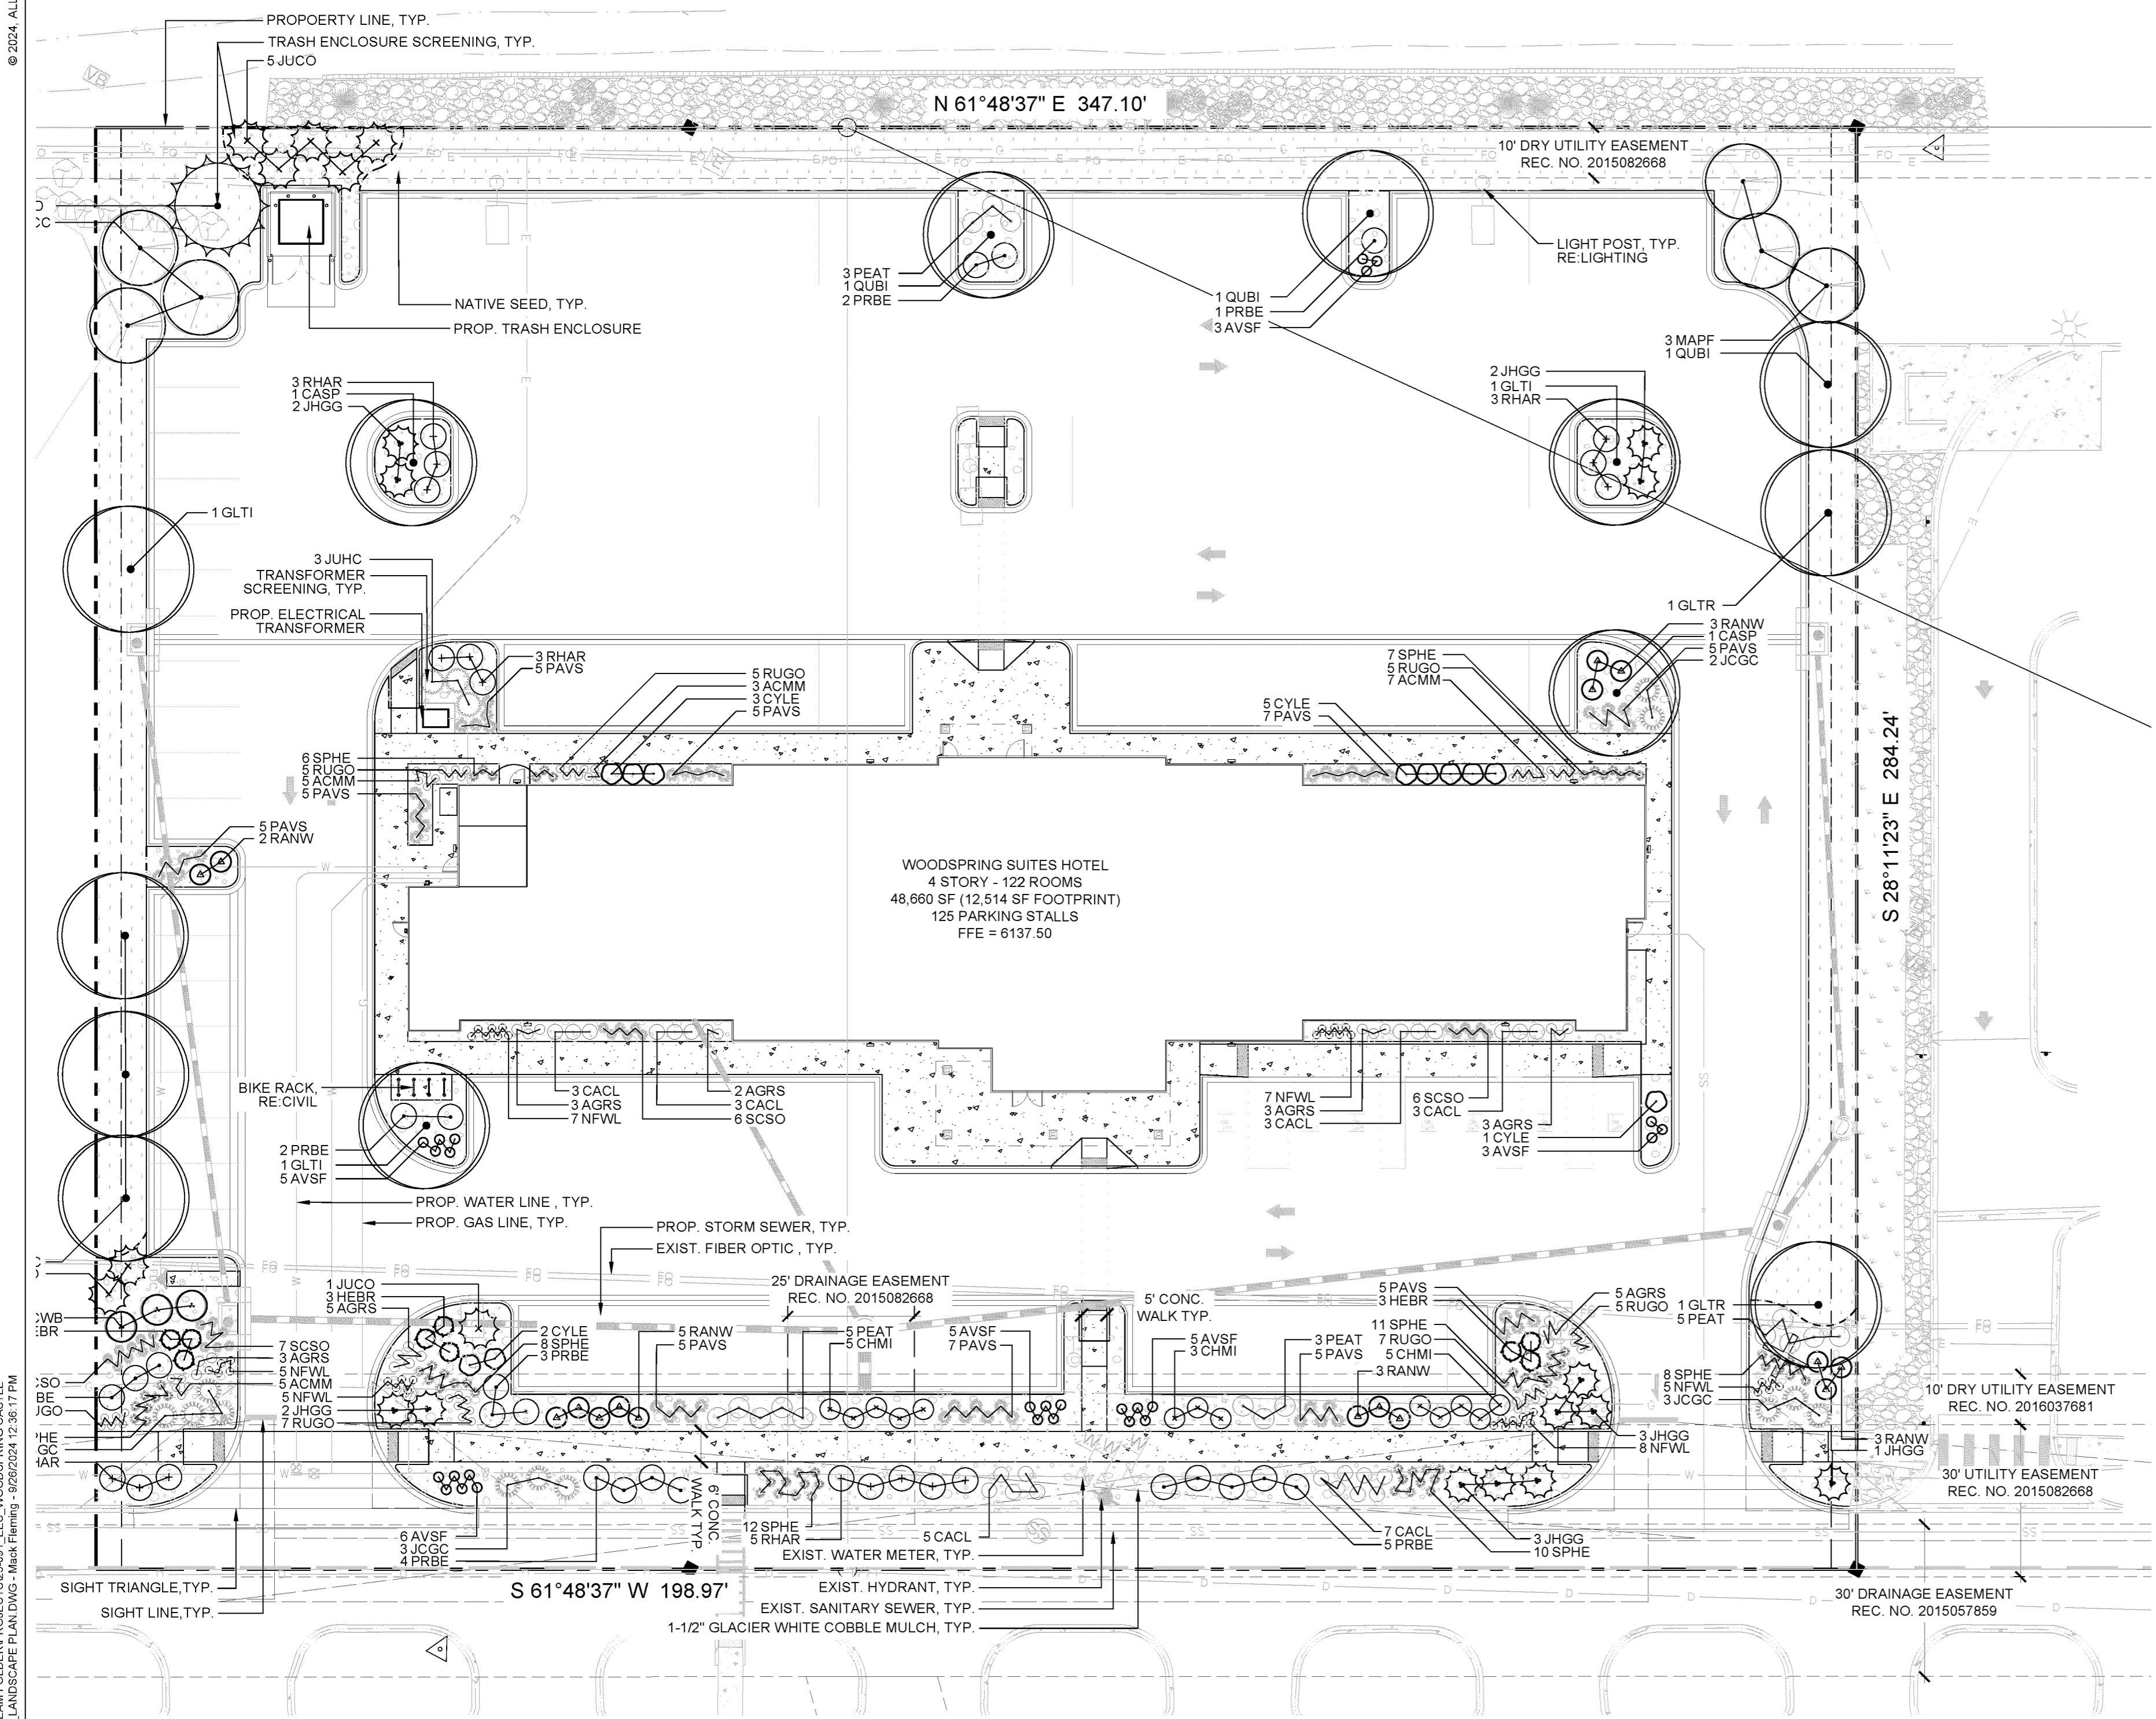 © 2024, ALL
PROPOERTY LINE, TYP.
TRASH ENCLOSURE SCREENING, TYP.
5 JUCO
VB
N 61°48'37" E  347.10'
10' DRY UTILITY EASEMENT
REC. NO. 2015082668
LIGHT POST, TYP.
RE:LIGHTING
NATIVE SEED, TYP.
PROP. TRASH ENCLOSURE
3 PEAT
1 QUBI
2 PRBE
1 QUBI
1 PRBE
3 AVSF
3 MAPF
1 QUBI
3 RHAR
1 CASP
2 JHGG
2 JHGG
1 GLTI
3 RHAR
1 GLTI
3 JUHC
TRANSFORMER
SCREENING, TYP.
PROP. ELECTRICAL
TRANSFORMER
3 RHAR
5 PAVS
5 RUGO
3 ACMM
3 CYLE
5 PAVS
7 SPHE
5 RUGO
7 ACMM
5 CYLE
7 PAVS
1 GLTR
3 RANW
1 CASP
5 PAVS
2 JCGC
6 SPHE
5 RUGO
5 ACMM
5 PAVS
5 PAVS
2 RANW
S 28°11'23" E  284.24'
WOODSPRING SUITES HOTEL
4 STORY - 122 ROOMS
48,660 SF (12,514 SF FOOTPRINT)
125 PARKING STALLS
FFE = 6137.50
BIKE RACK,
RE:CIVIL
3 CACL
3 AGRS
7 NFWL
2 AGRS
3 CACL
6 SCSO
7 NFWL
3 AGRS
3 CACL
6 SCSO
3 CACL
3 AGRS
1 CYLE
3 AVSF
2 PRBE
1 GLTI
5 AVSF
PROP. WATER LINE , TYP.
PROP. GAS LINE, TYP.
PROP. STORM SEWER, TYP.
EXIST. FIBER OPTIC , TYP.
25' DRAINAGE EASEMENT
REC. NO. 2015082668
5' CONC.
WALK TYP.
1 JUCO
3 HEBR
5 AGRS
2 CYLE
8 SPHE
3 PRBE
5 RANW
5 PAVS
5 PEAT
5 CHMI
5 AVSF
7 PAVS
5 AVSF
3 CHMI
3 PEAT
5 PAVS
5 PAVS
3 HEBR
11 SPHE
7 RUGO
5 CHMI
3 RANW
5 AGRS
5 RUGO
1 GLTR
5 PEAT
7 SCSO
3 AGRS
5 NFWL
5 ACMM
5 NFWL
2 JHGG
7 RUGO
8 SPHE
5 NFWL
3 JCGC
3 JHGG
8 NFWL
3 RANW
1 JHGG
10' DRY UTILITY EASEMENT
REC. NO. 2016037681
30' UTILITY EASEMENT
REC. NO. 2015082668
6' CONC.
WALK TYP.
6 AVSF
3 JCGC
4 PRBE
12 SPHE
5 RHAR
5 CACL
7 CACL
5 PRBE
3 JHGG
10 SPHE
EXIST. WATER METER, TYP.
EXIST. HYDRANT, TYP.
EXIST. SANITARY SEWER, TYP.
1-1/2" GLACIER WHITE COBBLE MULCH, TYP.
SIGHT TRIANGLE,TYP.
SIGHT LINE,TYP.
S 61°48'37" W  198.97'
30' DRAINAGE EASEMENT
REC. NO. 2015057859
LANDSCAPE PLAN.DWG - Mack Fleming - 9/26/2024 12:36:17 PM